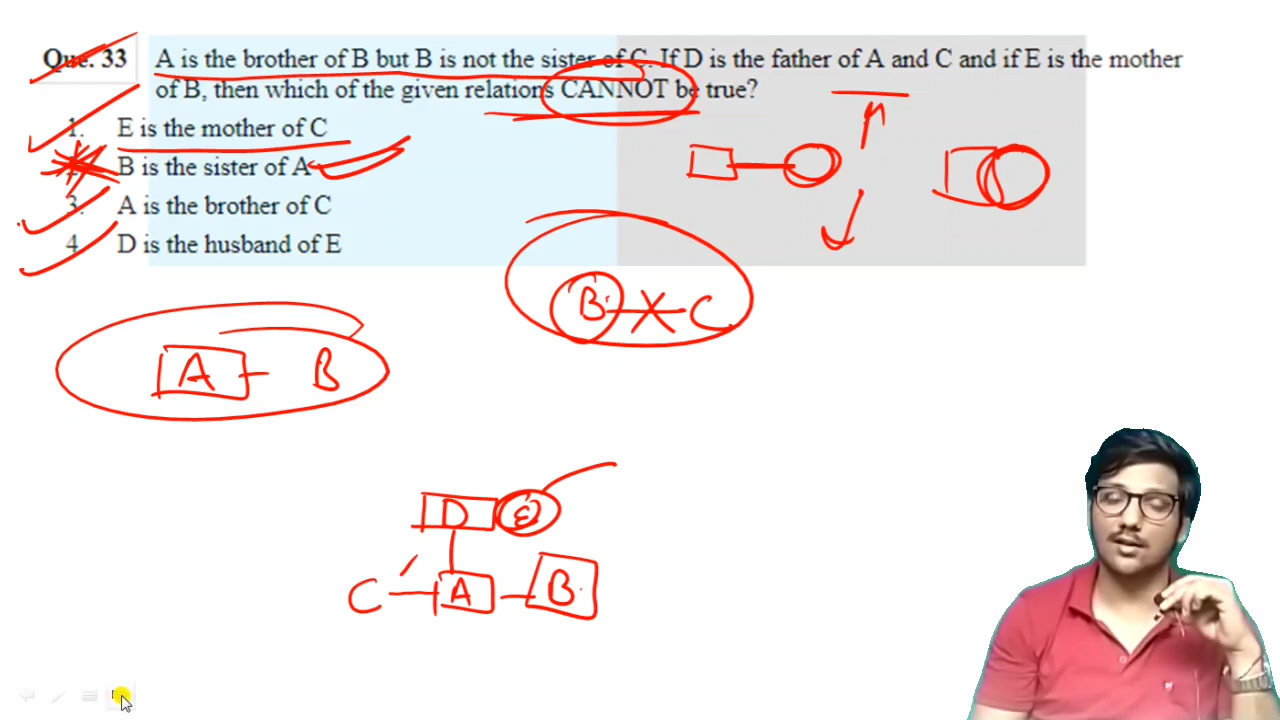 Que. 33 A is the brother of B but B is not the sister of C. If D is the father of A and C and if E is the mother
of B, then which of the given relations CANNOT be true?
1. E is the mother of C
2. B is the sister of A
3. A is the brother of C
4. D is the husband of E
B C
A B
D E
C A B